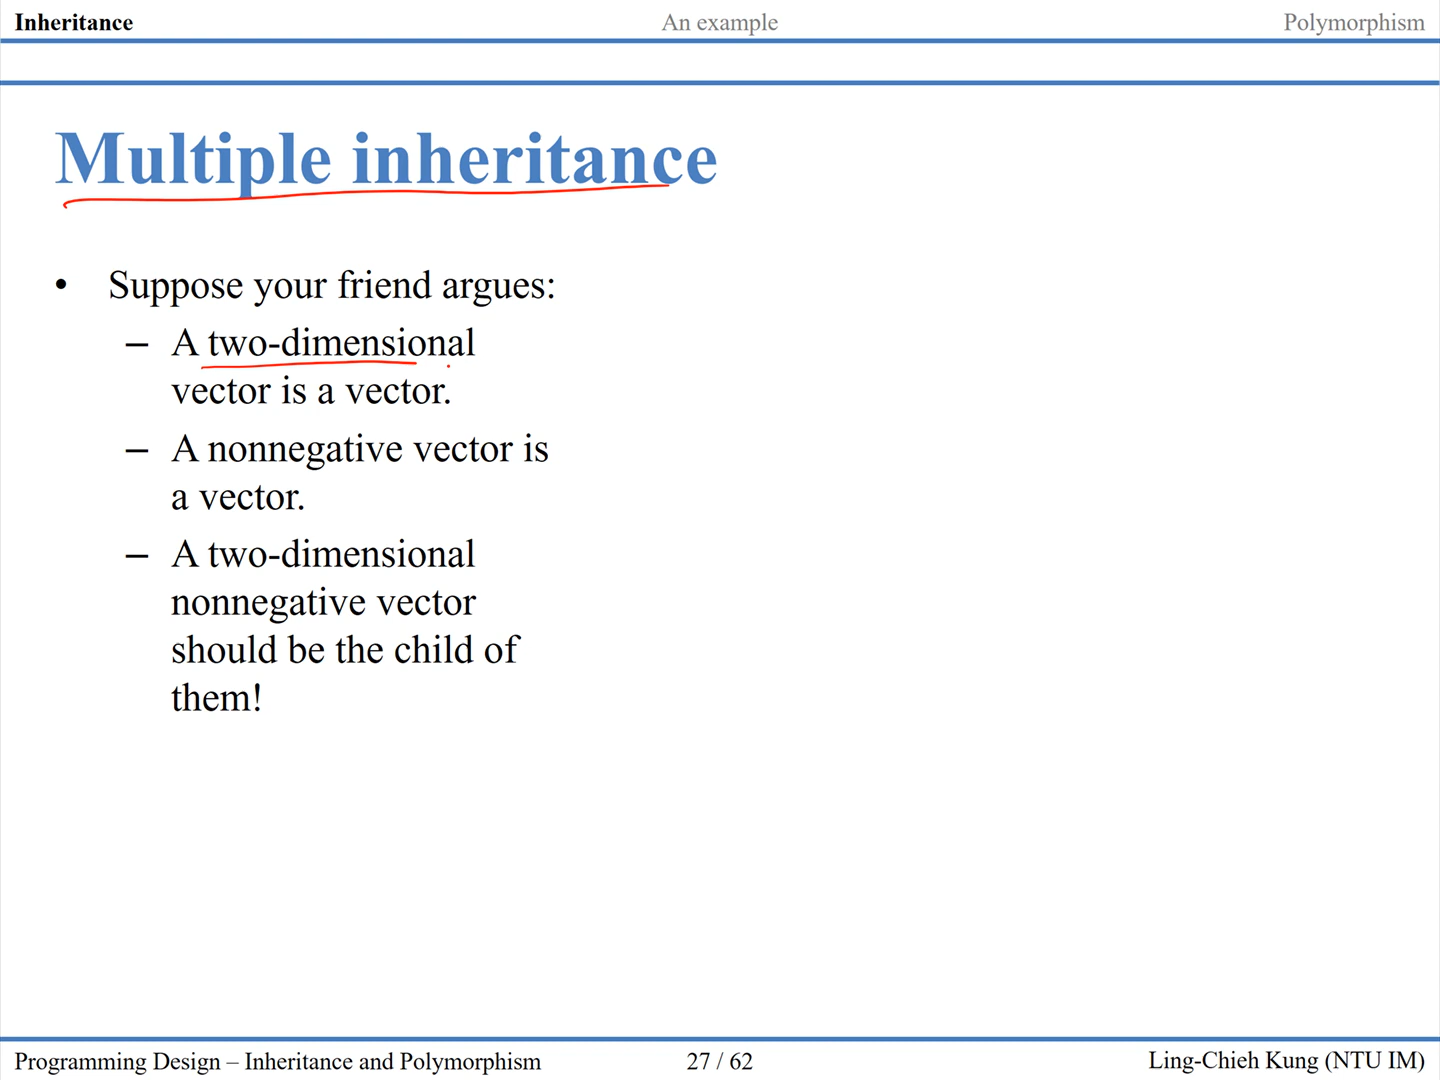 Inheritance An example Polymorphism
Multiple inheritance
• Suppose your friend argues:
– A two-dimensional
vector is a vector.
– A nonnegative vector is
a vector.
– A two-dimensional
nonnegative vector
should be the child of
them!
Programming Design – Inheritance and Polymorphism 27 / 62 Ling-Chieh Kung (NTU IM)